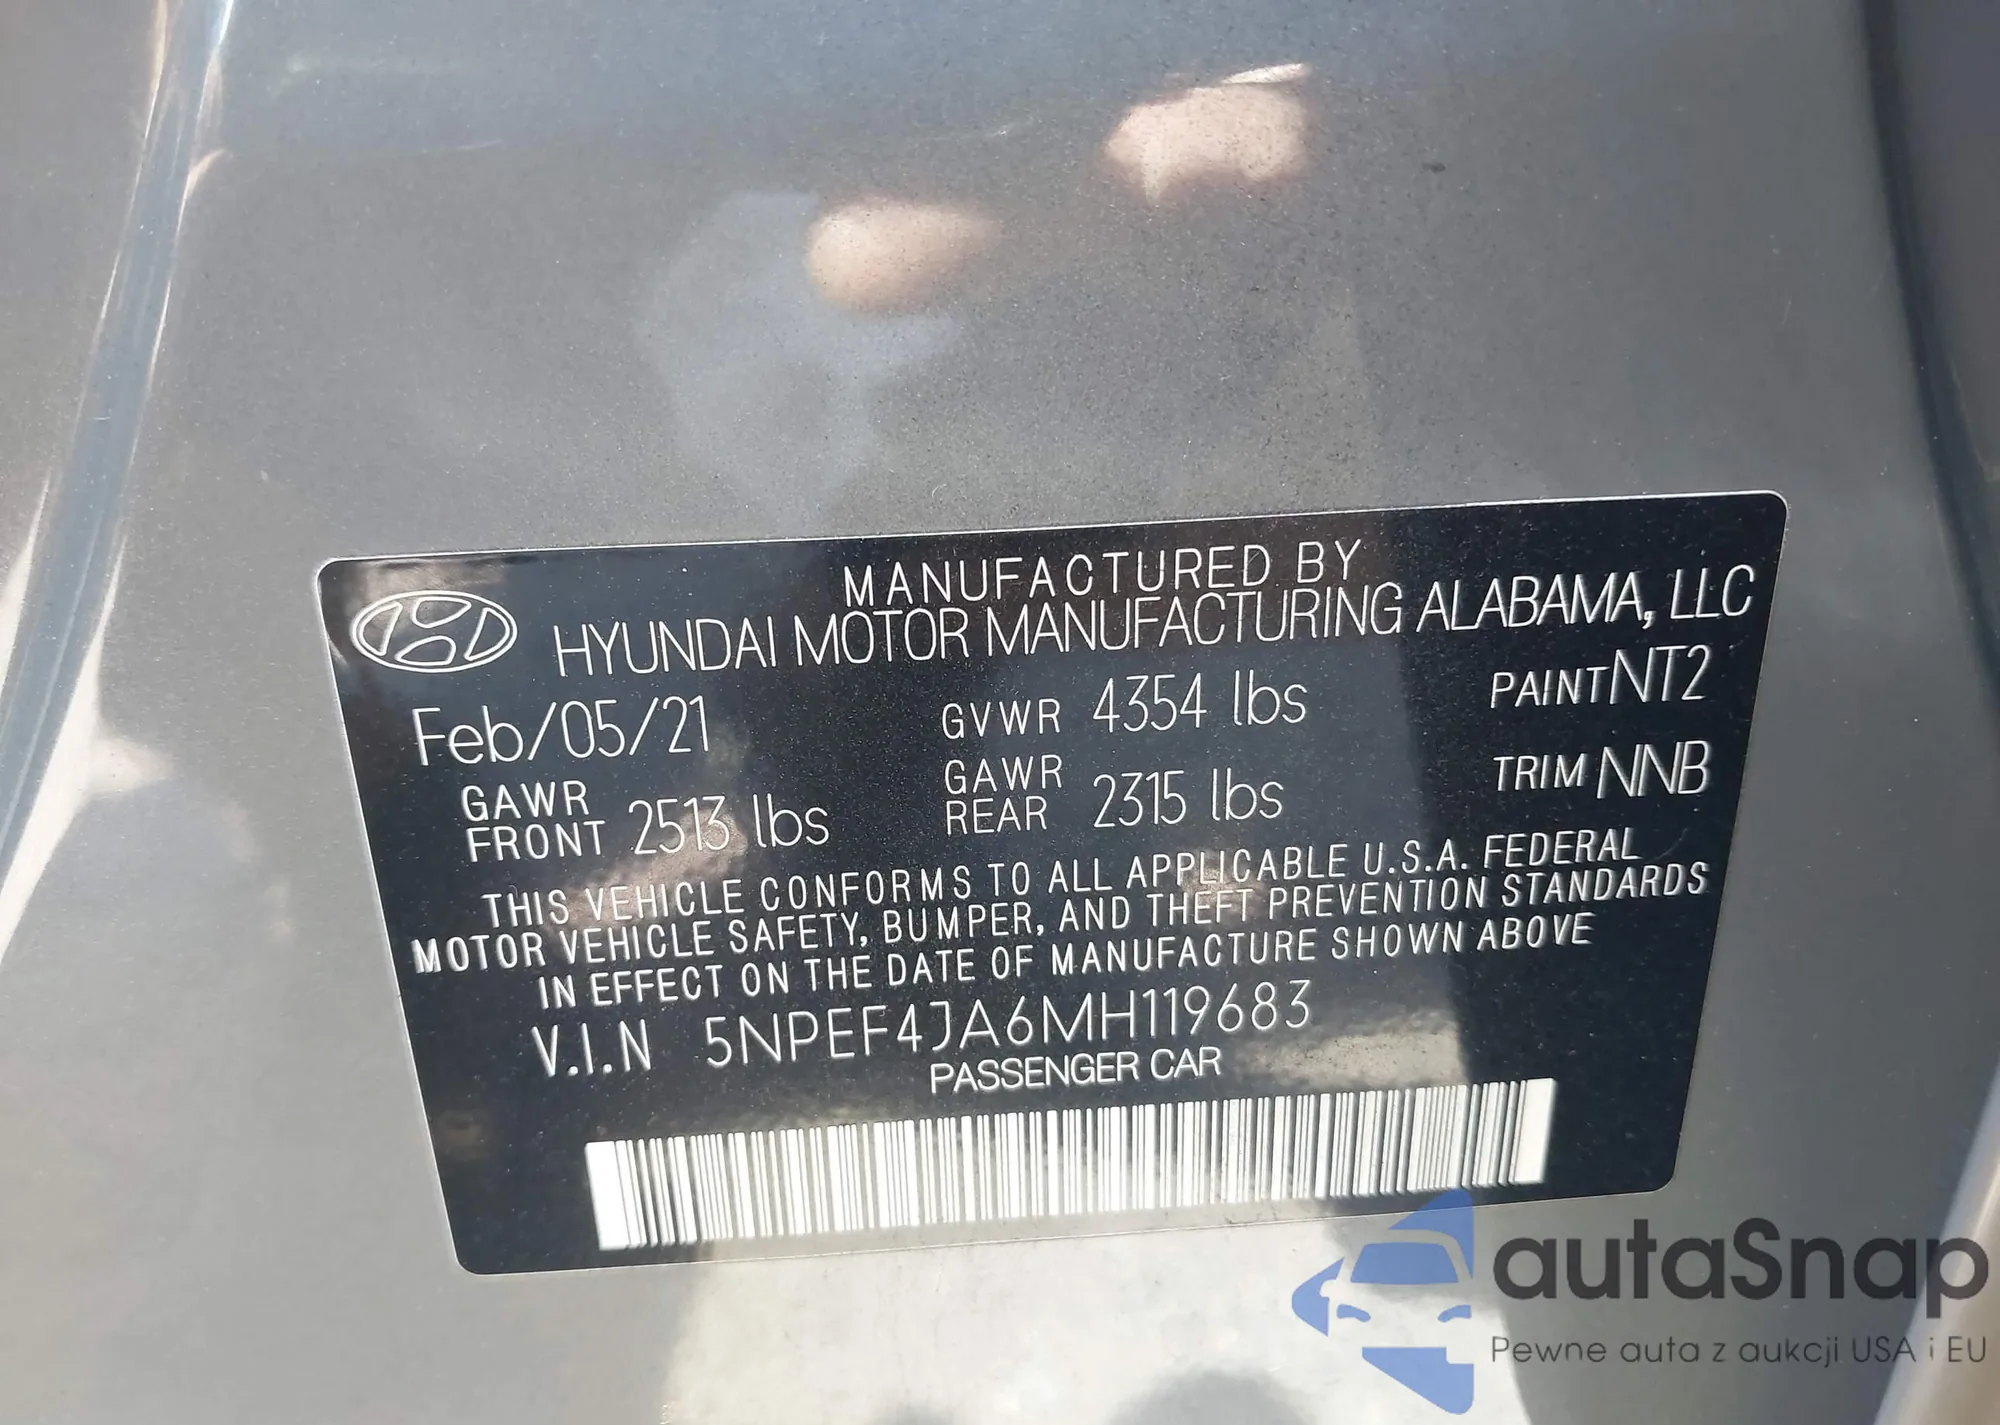 MANUFACTURED BY
HYUNDAI MOTOR MANUFACTURING ALABAMA, LLC
Feb/05/21 GVWR 4354 lbs PAINT NT2
GAWR FRONT 2513 lbs GAWR REAR 2315 lbs TRIM NNB
THIS VEHICLE CONFORMS TO ALL APPLICABLE U.S.A. FEDERAL
MOTOR VEHICLE SAFETY, BUMPER, AND THEFT PREVENTION STANDARDS
IN EFFECT ON THE DATE OF MANUFACTURE SHOWN ABOVE
V.I.N 5NPEF4JA6MH119683
PASSENGER CAR
autaSnap
Pewne auta z aukcji USA i EU